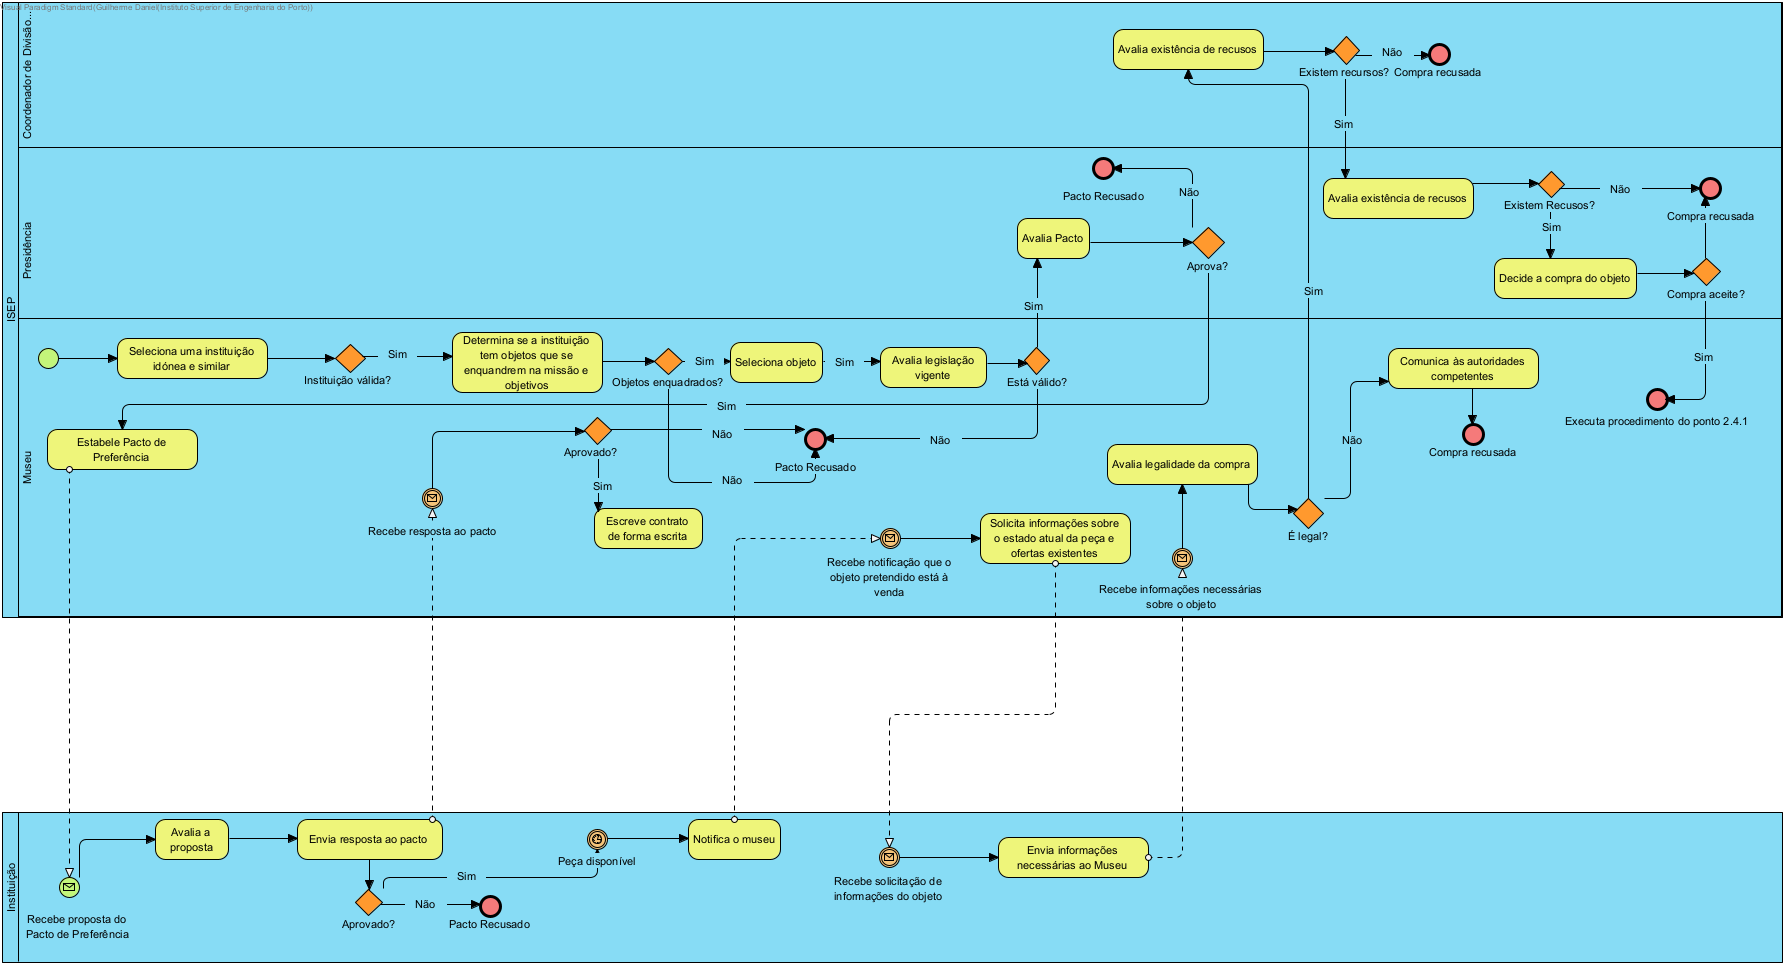 Visual Paradigm Standard(Guilherme Daniel(Instituto Superior de Engenharia do Porto))
ISEP
Coordenador de Divisão...
Avalia existência de recusos
Existem recursos?
Não
Compra recusada
Sim
Presidência
Pacto Recusado
Não
Avalia Pacto
Aprova?
Sim
Avalia existência de recusos
Existem Recusos?
Não
Compra recusada
Sim
Decide a compra do objeto
Compra aceite?
Sim
Museu
Seleciona uma instituição
idónea e similar
Instituição válida?
Sim
Determina se a instituição
tem objetos que se
enquandrem na missão e
objetivos
Objetos enquadrados?
Sim
Seleciona objeto
Sim
Avalia legislação
vigente
Está válido?
Sim
Não
Estabele Pacto de
Preferência
Recebe resposta ao pacto
Aprovado?
Não
Sim
Não
Pacto Recusado
Escreve contrato
de forma escrita
Recebe notificação que o
objeto pretendido está à
venda
Solicita informações sobre
o estado atual da peça e
ofertas existentes
Avalia legalidade da compra
Recebe informações necessárias
sobre o objeto
É legal?
Não
Comunica às autoridades
competentes
Compra recusada
Sim
Executa procedimento do ponto 2.4.1
Instituição
Recebe proposta do
Pacto de Preferência
Avalia a
proposta
Envia resposta ao pacto
Aprovado?
Sim
Não
Pacto Recusado
Peça disponível
Notifica o museu
Recebe solicitação de
informações do objeto
Envia informações
necessárias ao Museu